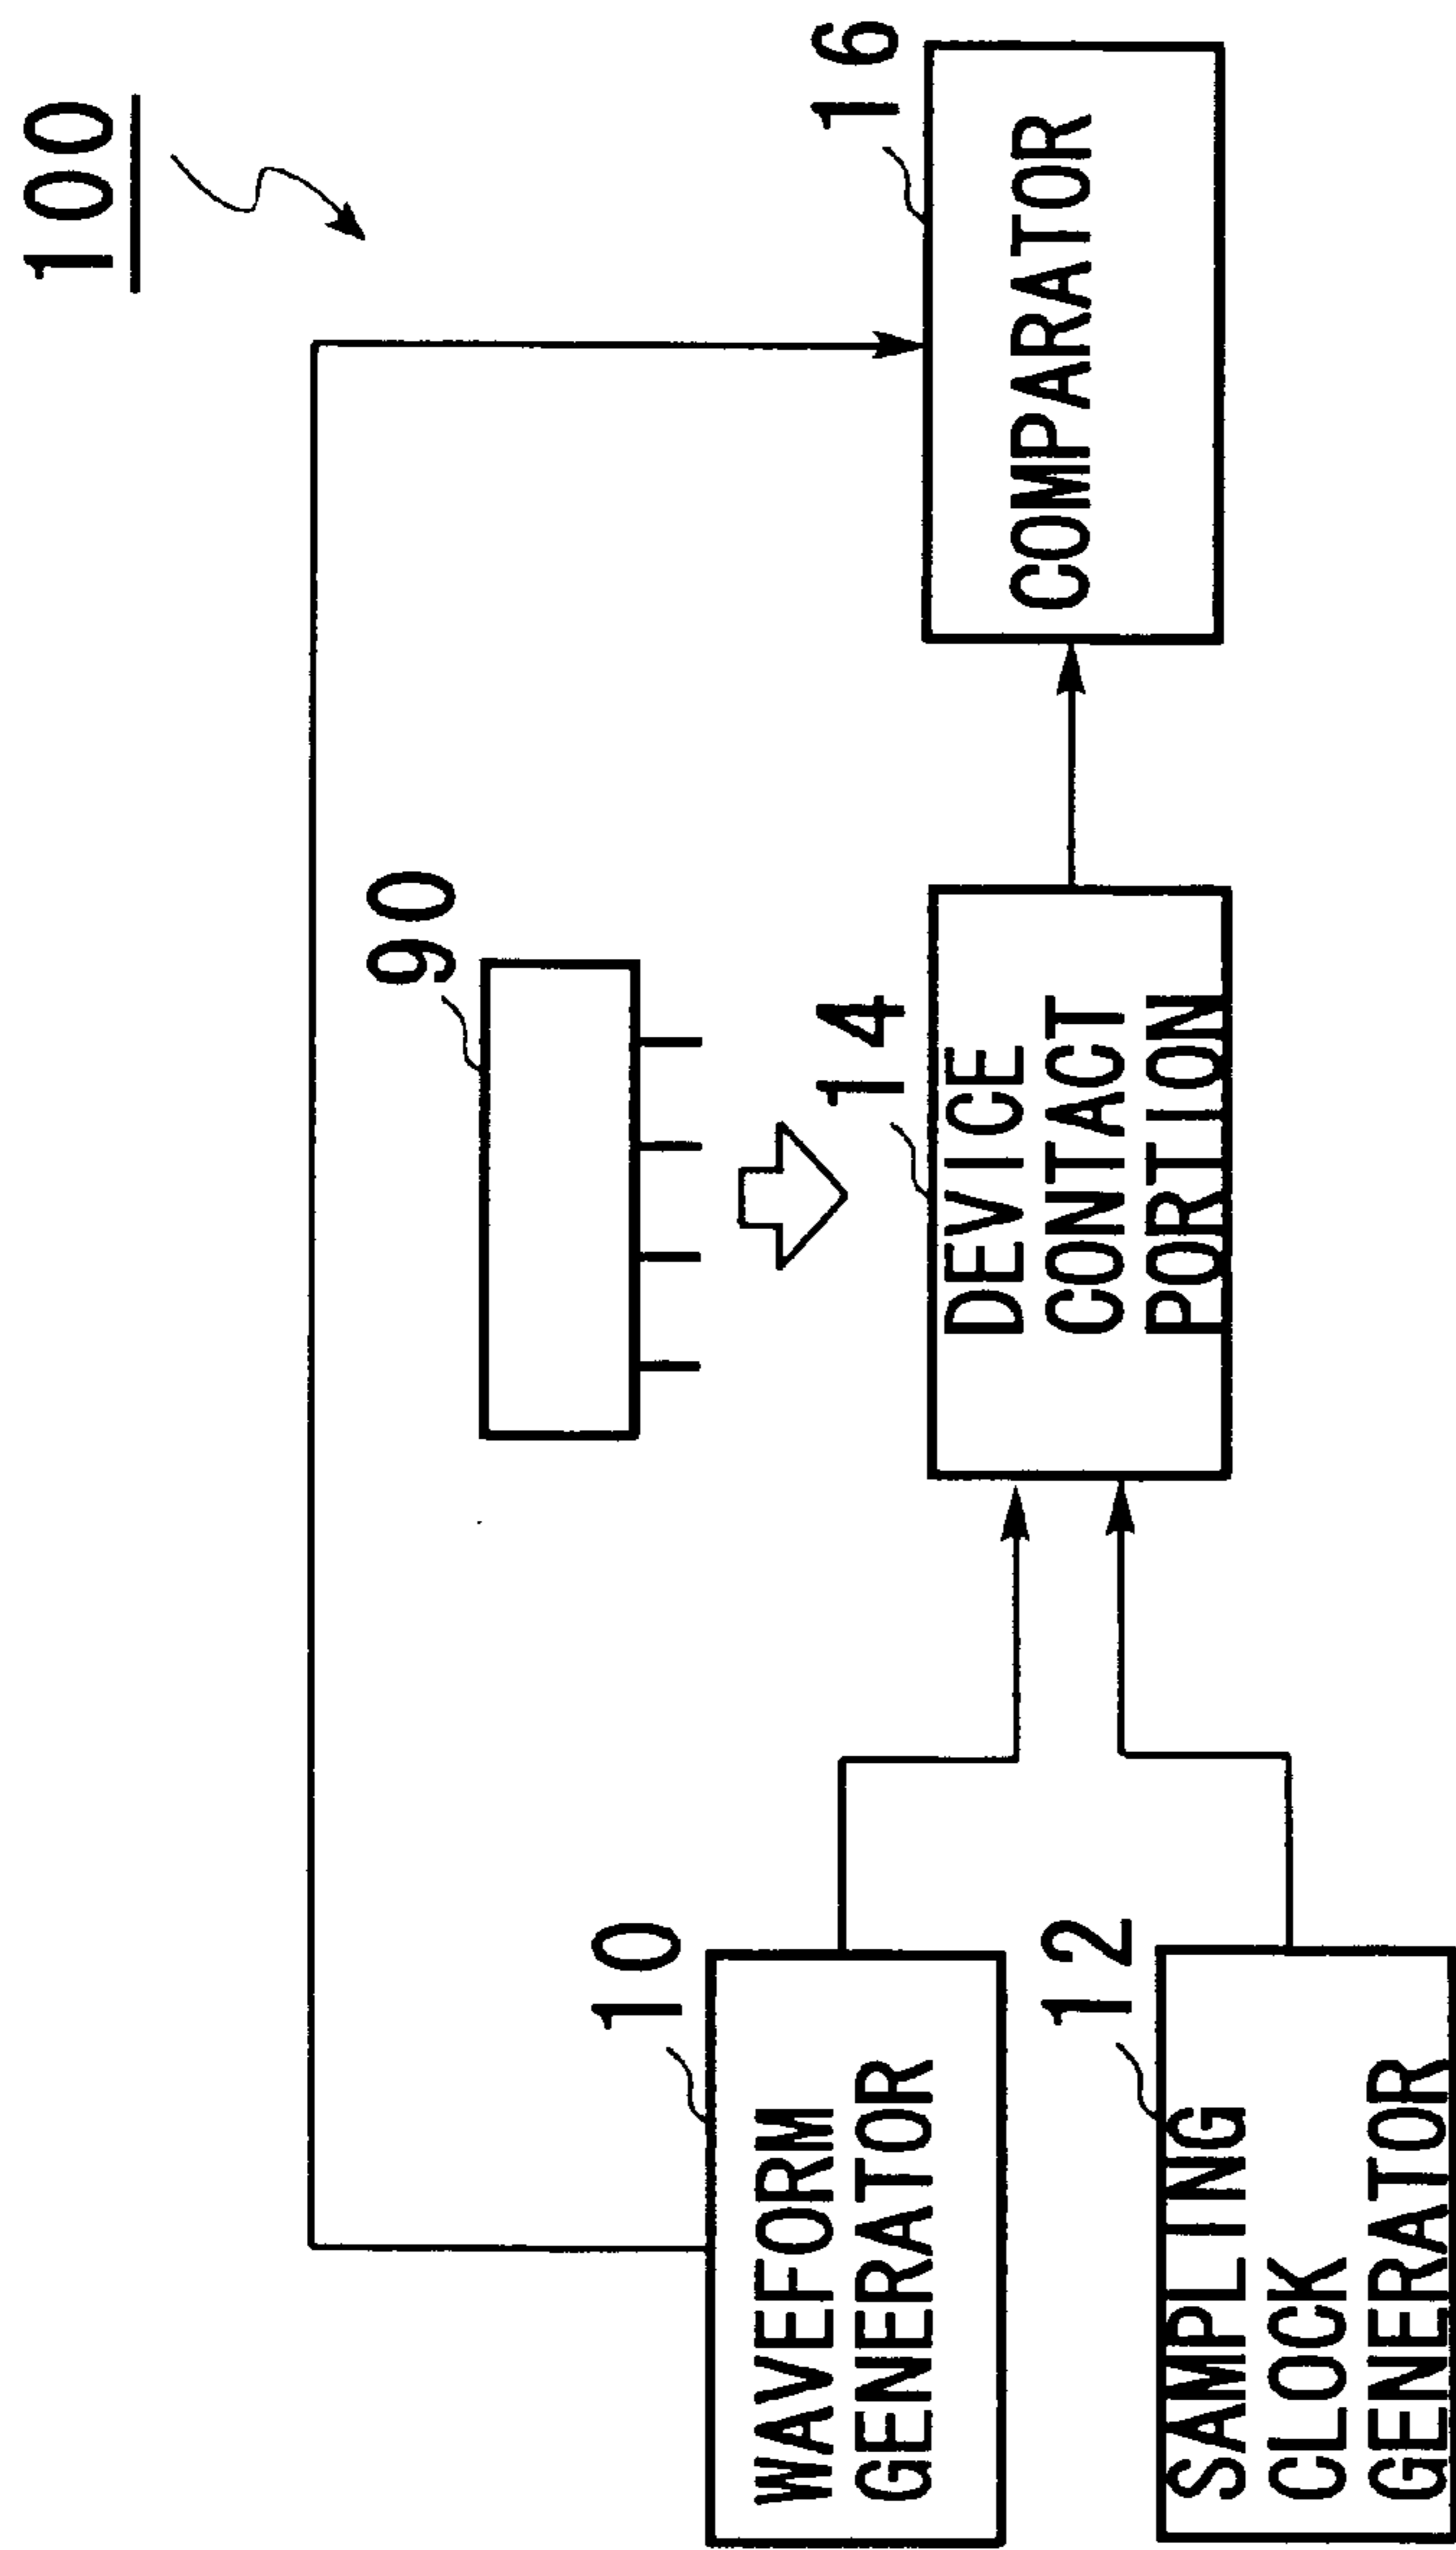 100
90
10
WAVEFORM
GENERATOR
14
DEVICE
CONTACT
PORTION
16
COMPARATOR
12
SAMPLING
CLOCK
GENERATOR